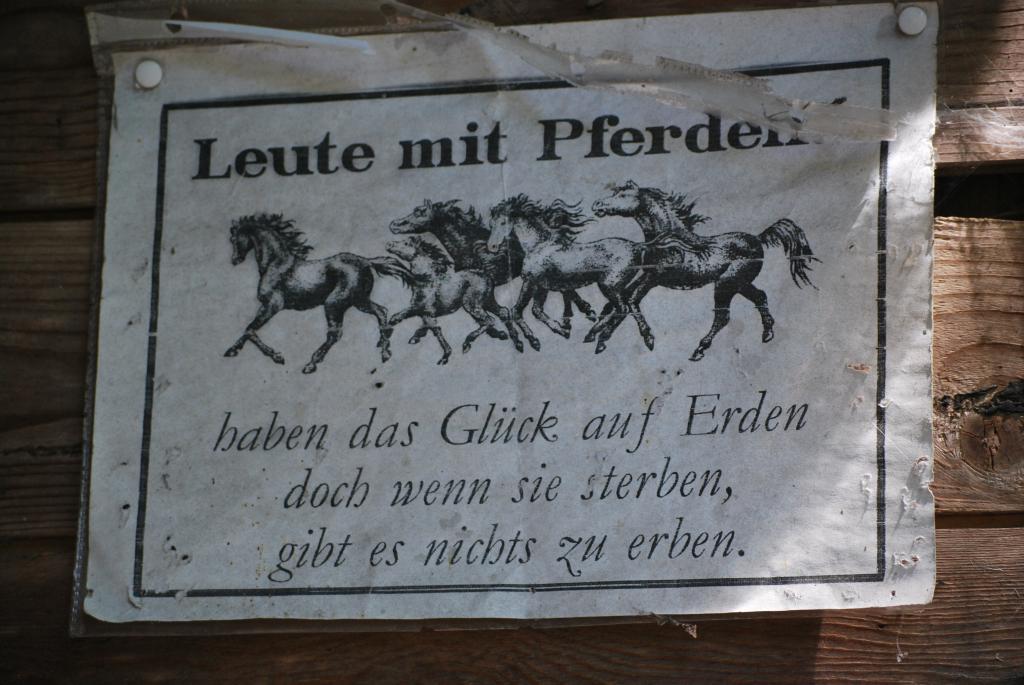 Leute mit Pferden
haben das Glück auf Erden
doch wenn sie sterben,
gibt es nichts zu erben.